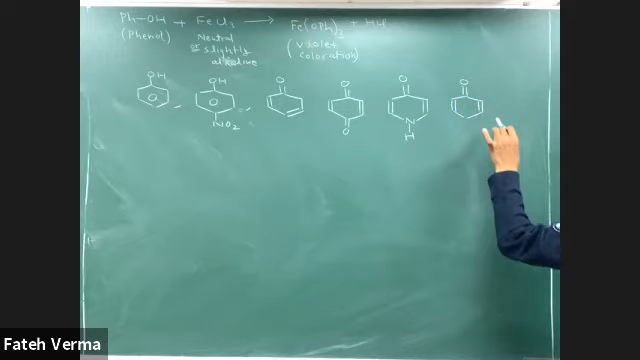 Ph-OH + FeCl3 → Fe(OPh)3 + HCl
(Phenol) Neutral (Violet
or slightly coloration)
alkaline
OH OH O O O O
NO2 O N
H
Fateh Verma